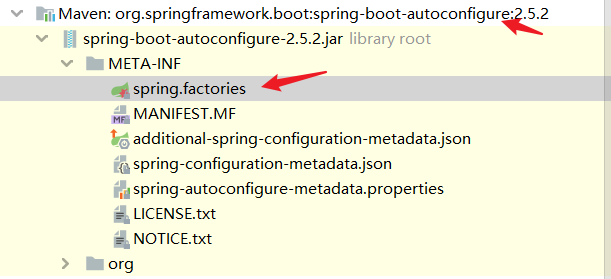 Maven: org.springframework.boot:spring-boot-autoconfigure:2.5.2
spring-boot-autoconfigure-2.5.2.jar library root
META-INF
spring.factories
MANIFEST.MF
additional-spring-configuration-metadata.json
spring-configuration-metadata.json
spring-autoconfigure-metadata.properties
LICENSE.txt
NOTICE.txt
org